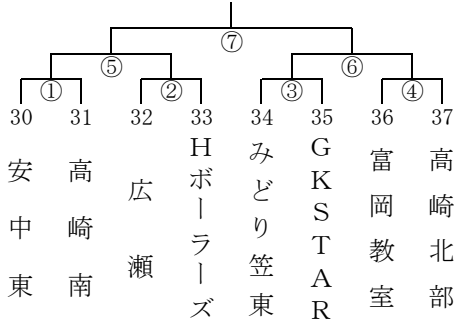 ⑦
⑤ ⑥
① ② ③ ④
30 31 32 33 34 35 36 37
安中東
高崎南
広瀬
Hボーラーズ
みどり笠東
GKSTAR
富岡教室
高崎北部